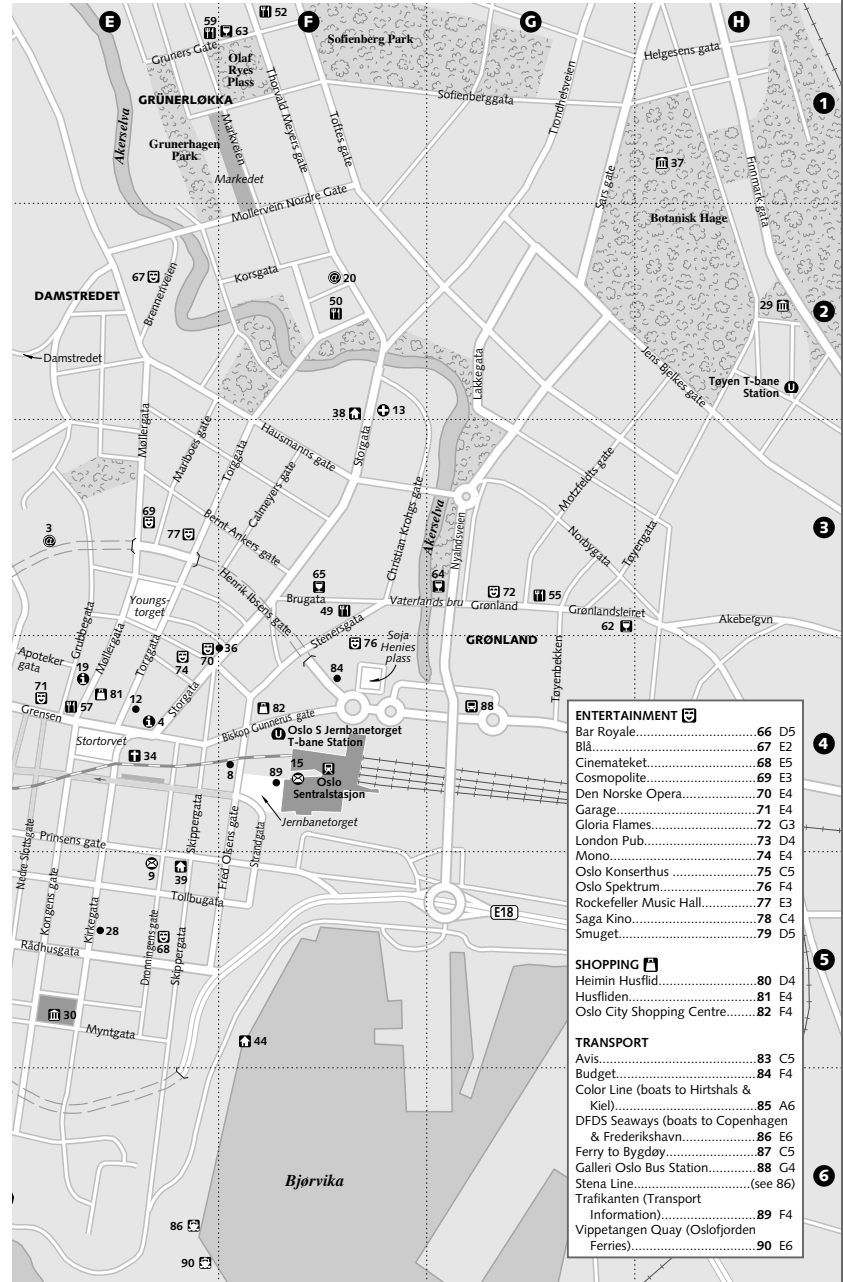 E
F
G
H
59
63
52
Gruners Gate
Olaf
Ryes
Plass
Sofienberg Park
Helgesens gata
GRÜNERLØKKA
Thorvald Meyers gate
Toftes gate
Sofienberggata
Trondhelsveien
1
Akerselva
Grunerhagen
Park
Markveien
Markedet
37
Sars gate
Finnmark gata
Botanisk Hage
Mollervein Nordre Gate
67
Korsgata
20
50
DAMSTREDET
Brenneriveien
29
2
Damstredet
Lakkegata
Jens Bjelkes gate
Tøyen T-bane
Station
38
13
Møllergata
Mariboes gate
Torggata
Hausmanns gate
Storgata
Calmeyers gate
Christian Krohgs gate
Akerselva
Nyalndsveien
Motzfeldts gate
Norbygata
Tøyengata
3
69
77
Bernt Ankers gate
3
Henrik Ibsens gate
65
Brugata
49
64
Vaterlands bru
72
Grønland
55
Grønlandsleiret
62
Akebergvn
Youngs-
torget
Grubbegata
Møllergata
Torggata
Stenersgata
76
Soja
Henies
plass
GRØNLAND
Tøyenbekken
Apoteker
gata
19
36
70
74
84
71
81
12
Storgata
Grensen
57
4
82
88
Biskop Gunnerus gate
Stortorvet
Oslo S Jernbanetorget
T-bane Station
34
8
89
15
Oslo
Sentralstasjon
Jernbanetorget
4
Nedre Slottsgate
Prinsens gate
Skippergata
Fred Olsens gate
Strandgata
9
39
Tollbugata
Kongens gate
Kirkegata
28
Dronningens gate
68
Skippergata
E18
Rådhusgata
5
30
Myntgata
44
Bjørvika
86
90
6
ENTERTAINMENT
Bar Royale 66 D5
Blå 67 E2
Cinemateket 68 E5
Cosmopolite 69 E3
Den Norske Opera 70 E4
Garage 71 E4
Gloria Flames 72 G3
London Pub 73 D4
Mono 74 E4
Oslo Konserthus 75 C5
Oslo Spektrum 76 F4
Rockefeller Music Hall 77 E3
Saga Kino 78 C4
Smuget 79 D5
SHOPPING
Heimin Husflid 80 D4
Husfliden 81 E4
Oslo City Shopping Centre 82 F4
TRANSPORT
Avis 83 C5
Budget 84 F4
Color Line (boats to Hirtshals &
Kiel) 85 A6
DFDS Seaways (boats to Copenhagen
& Frederikshavn 86 E6
Ferry to Bygdøy 87 C5
Galleri Oslo Bus Station 88 G4
Stena Line (see 86)
Trafikanten (Transport
Information) 89 F4
Vippetangen Quay (Oslofjorden
Ferries) 90 E6